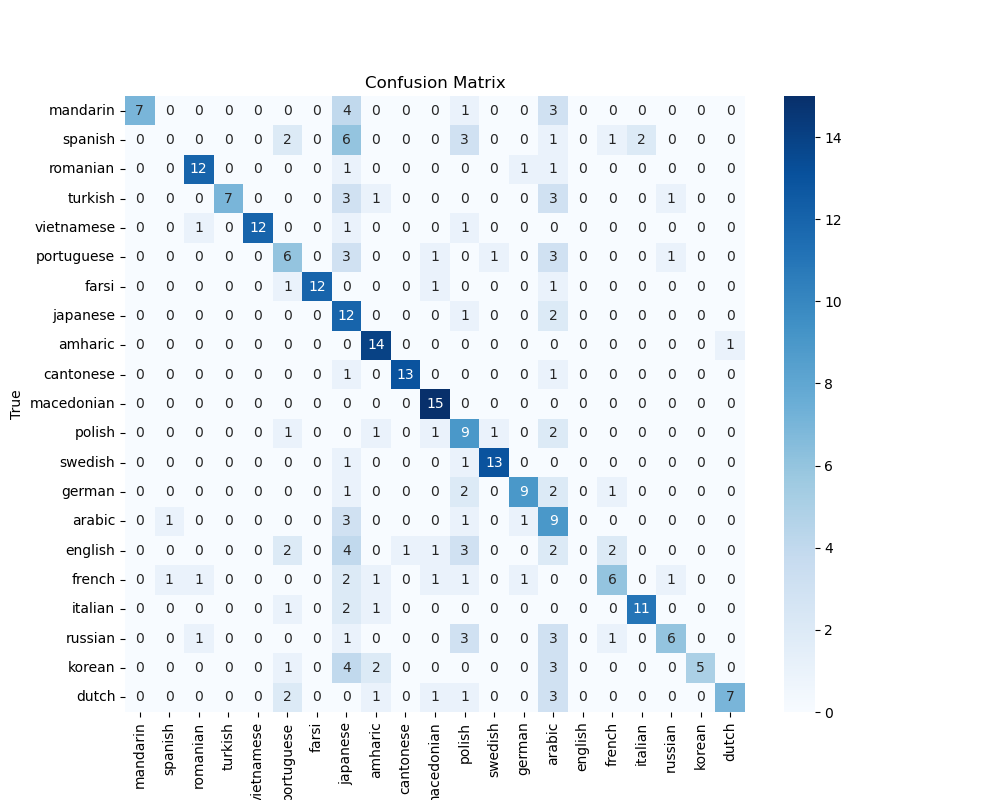 Confusion Matrix
True
mandarin 7 0 0 0 0 0 0 4 0 0 0 1 0 0 3 0 0 0 0 0 0
spanish 0 0 0 0 0 2 0 6 0 0 0 3 0 0 1 0 1 2 0 0 0
romanian 0 0 12 0 0 0 0 1 0 0 0 0 0 1 1 0 0 0 0 0 0
turkish 0 0 0 7 0 0 0 3 1 0 0 0 0 0 3 0 0 0 1 0 0
vietnamese 0 0 1 0 12 0 0 1 0 0 0 1 0 0 0 0 0 0 0 0 0
portuguese 0 0 0 0 0 6 0 3 0 0 1 0 1 0 3 0 0 0 1 0 0
farsi 0 0 0 0 0 1 12 0 0 0 1 0 0 0 1 0 0 0 0 0 0
japanese 0 0 0 0 0 0 0 12 0 0 0 1 0 0 2 0 0 0 0 0 0
amharic 0 0 0 0 0 0 0 0 14 0 0 0 0 0 0 0 0 0 0 0 1
cantonese 0 0 0 0 0 0 0 1 0 13 0 0 0 0 1 0 0 0 0 0 0
macedonian 0 0 0 0 0 0 0 0 0 0 15 0 0 0 0 0 0 0 0 0 0
polish 0 0 0 0 0 1 0 0 1 0 1 9 1 0 2 0 0 0 0 0 0
swedish 0 0 0 0 0 0 0 1 0 0 0 1 13 0 0 0 0 0 0 0 0
german 0 0 0 0 0 0 0 1 0 0 0 2 0 9 2 0 1 0 0 0 0
arabic 0 1 0 0 0 0 0 3 0 0 0 1 0 1 9 0 0 0 0 0 0
english 0 0 0 0 0 2 0 4 0 1 1 3 0 0 2 0 2 0 0 0 0
french 0 1 1 0 0 0 0 2 1 0 1 1 0 1 0 0 6 0 1 0 0
italian 0 0 0 0 0 1 0 2 1 0 0 0 0 0 0 0 0 11 0 0 0
russian 0 0 1 0 0 0 0 1 0 0 0 3 0 0 3 0 1 0 6 0 0
korean 0 0 0 0 0 1 0 4 2 0 0 0 0 0 3 0 0 0 0 5 0
dutch 0 0 0 0 0 2 0 0 1 0 1 1 0 0 3 0 0 0 0 0 7
mandarin
spanish
romanian
turkish
vietnamese
portuguese
farsi
japanese
amharic
cantonese
acedonian
polish
swedish
german
arabic
english
french
italian
russian
korean
dutch
14
12
10
8
6
4
2
0